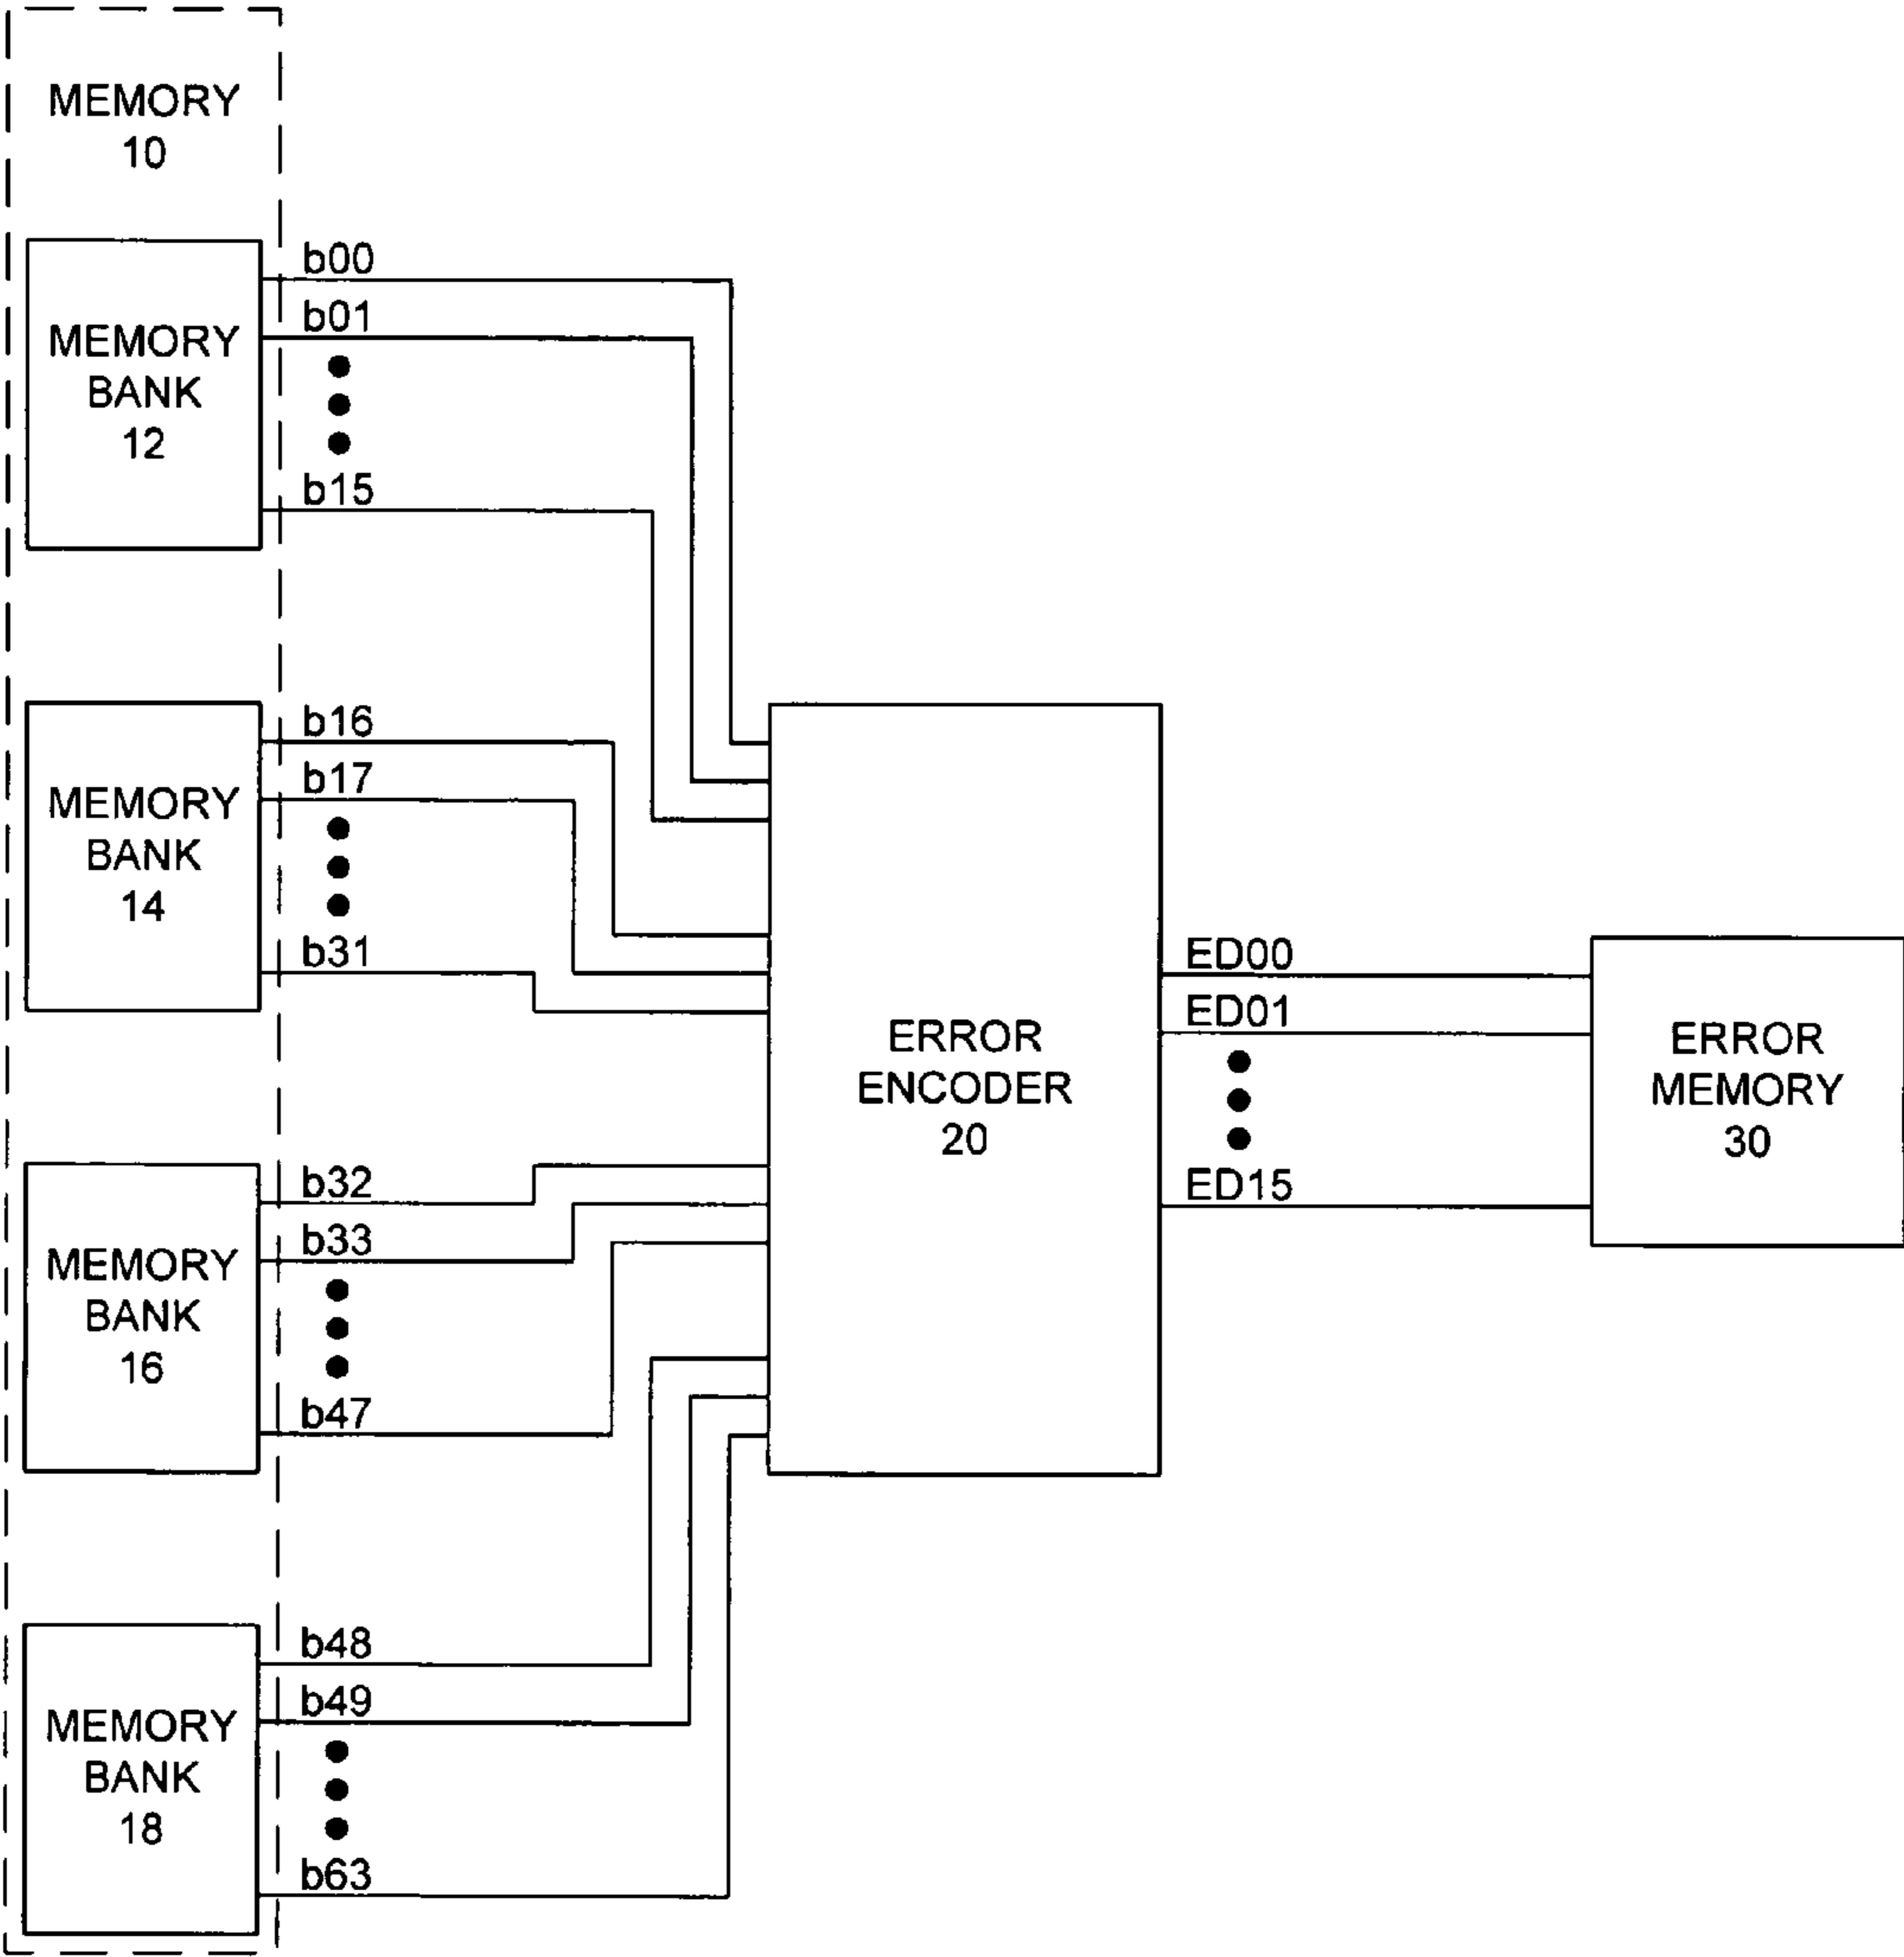 MEMORY
10
MEMORY
BANK
12
b00
b01
b15
MEMORY
BANK
14
b16
b17
b31
MEMORY
BANK
16
b32
b33
b47
MEMORY
BANK
18
b48
b49
b63
ERROR
ENCODER
20
ED00
ED01
ED15
ERROR
MEMORY
30